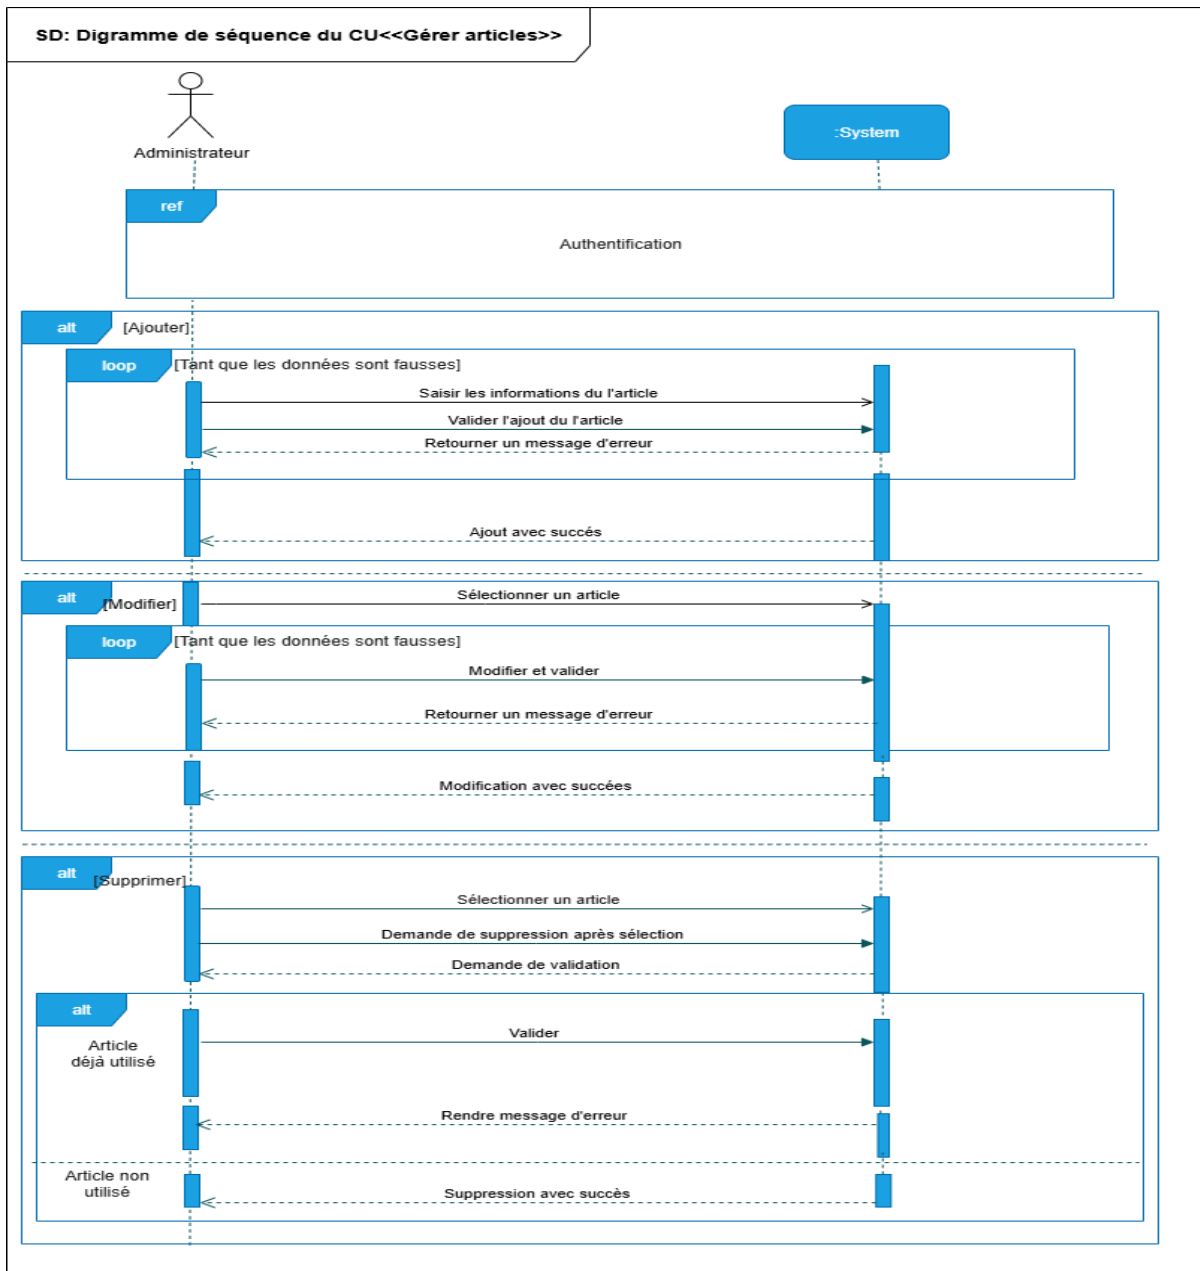 SD: Digramme de séquence du CU<<Gérer articles>>
Administrateur
:System
ref
Authentification
alt
[Ajouter]
loop
[Tant que les données sont fausses]
Saisir les informations du l'article
Valider l'ajout du l'article
Retourner un message d'erreur
Ajout avec succés
alt
[Modifier]
Sélectionner un article
loop
[Tant que les données sont fausses]
Modifier et valider
Retourner un message d'erreur
Modification avec succées
alt
[Supprimer]
Sélectionner un article
Demande de suppression après sélection
Demande de validation
alt
Article
déjà utilisé
Valider
Rendre message d'erreur
Article non
utilisé
Suppression avec succès